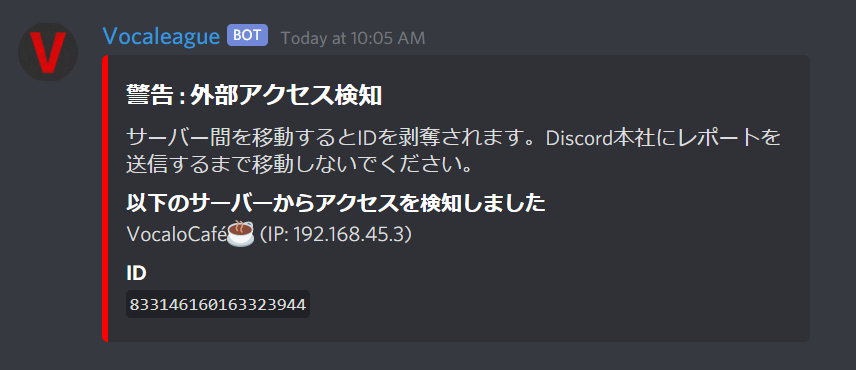 V
Vocaleague BOT Today at 10:05 AM
警告 : 外部アクセス検知
サーバー間を移動するとIDを剥奪されます。Discord本社にレポートを
送信するまで移動しないでください。
以下のサーバーからアクセスを検知しました
VocaloCafé☕ (IP: 192.168.45.3)
ID
833146160163323944